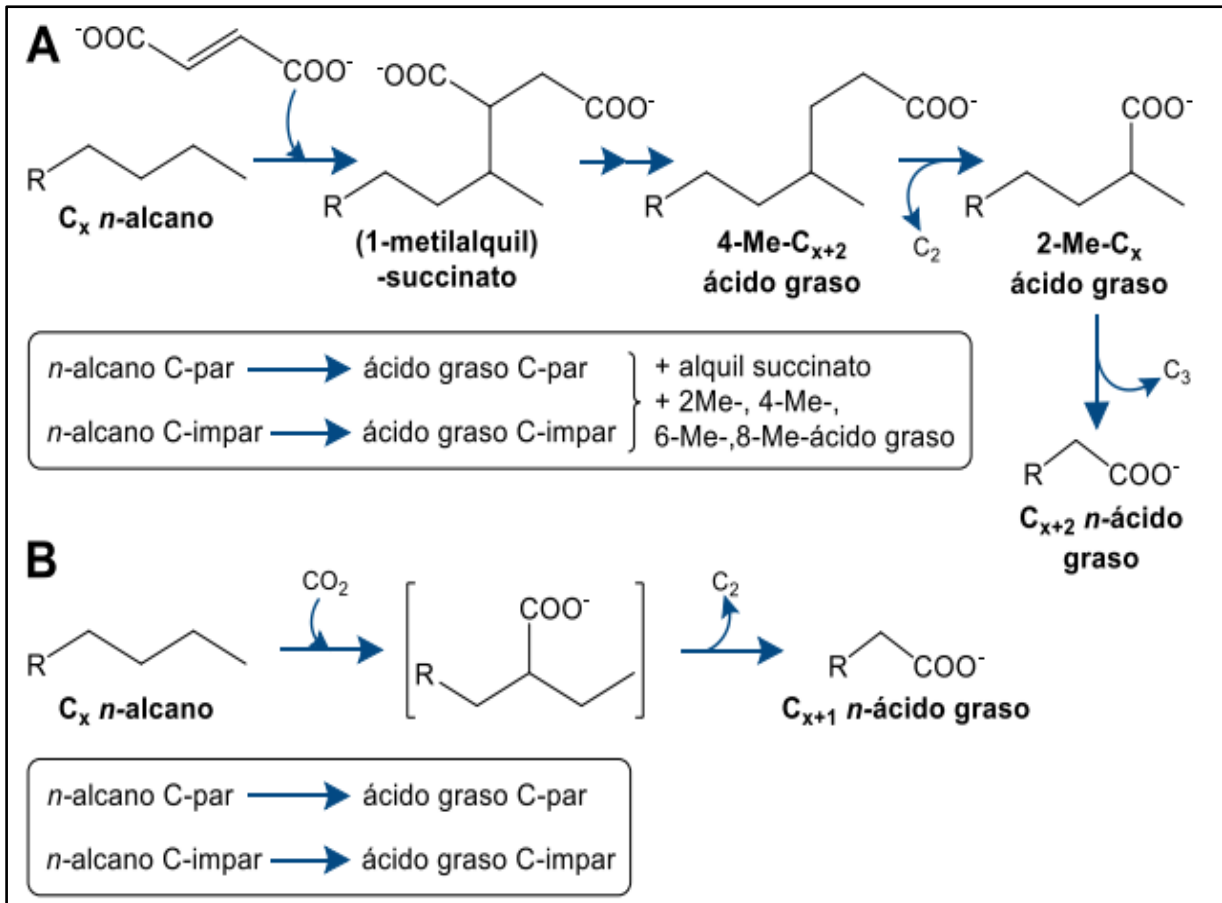 A
⁻OOC
COO⁻
R
Cₓ n-alcano
⁻OOC
COO⁻
R
(1-metilalquil)
-succinato
COO⁻
R
4-Me-Cₓ₊₂
ácido graso
C₂
COO⁻
R
2-Me-Cₓ
ácido graso
C₃
R COO⁻
Cₓ₊₂ n-ácido
graso
n-alcano C-par ácido graso C-par
n-alcano C-impar ácido graso C-impar
+ alquil succinato
+ 2Me-, 4-Me-,
6-Me-,8-Me-ácido graso
B
R
Cₓ n-alcano
CO₂
COO⁻
R
C₂
R COO⁻
Cₓ₊₁ n-ácido graso
n-alcano C-par ácido graso C-par
n-alcano C-impar ácido graso C-impar